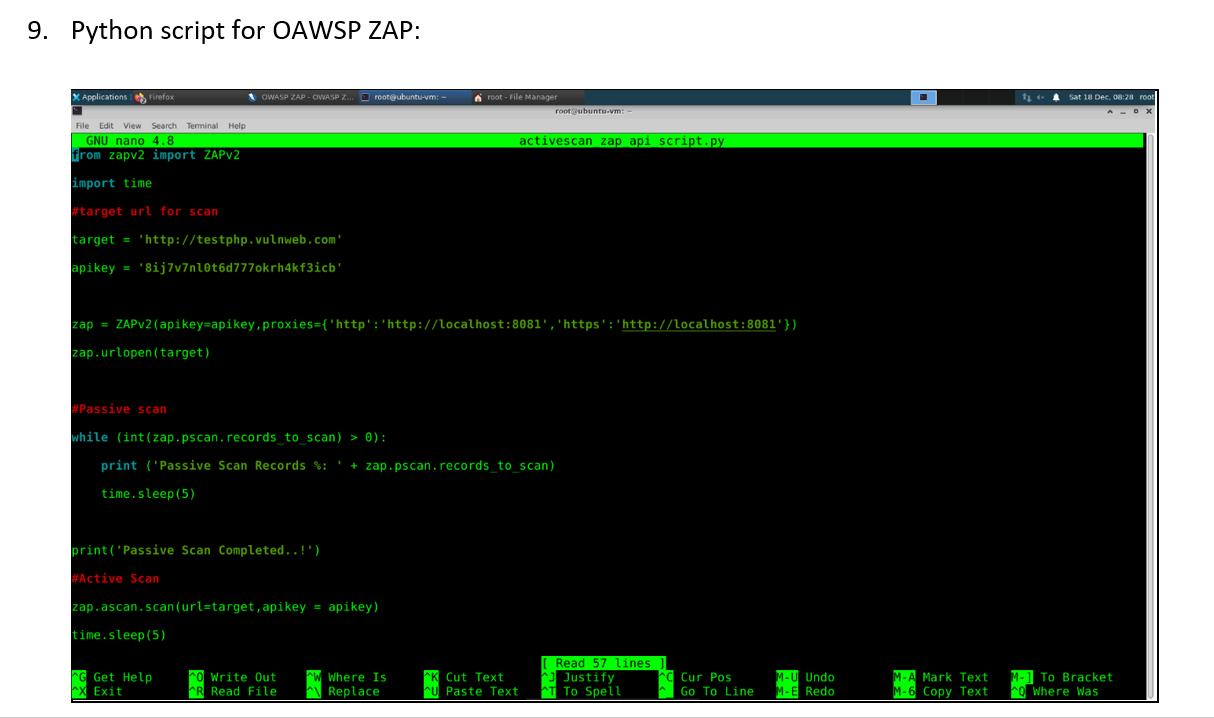 9. Python script for OAWSP ZAP:
Applications Firefox OWASP ZAP - OWASP Z... root@ubuntu-vm: ~ root - File Manager Sat 18 Dec, 08:28 root
root@ubuntu-vm: ~
File Edit View Search Terminal Help
GNU nano 4.8 activescan_zap_api_script.py
from zapv2 import ZAPv2
import time
#target url for scan
target = 'http://testphp.vulnweb.com'
apikey = '8ij7v7nl0t6d777okrh4kf3icb'
zap = ZAPv2(apikey=apikey,proxies={'http':'http://localhost:8081','https':'http://localhost:8081'})
zap.urlopen(target)
#Passive scan
while (int(zap.pscan.records_to_scan) > 0):
print ('Passive Scan Records %: ' + zap.pscan.records_to_scan)
time.sleep(5)
print('Passive Scan Completed..!')
#Active Scan
zap.ascan.scan(url=target,apikey = apikey)
time.sleep(5)
[ Read 57 lines ]
^G Get Help ^O Write Out ^W Where Is ^K Cut Text ^J Justify ^C Cur Pos M-U Undo M-A Mark Text M-] To Bracket
^X Exit ^R Read File ^\ Replace ^U Paste Text ^T To Spell ^_ Go To Line M-E Redo M-6 Copy Text ^Q Where Was